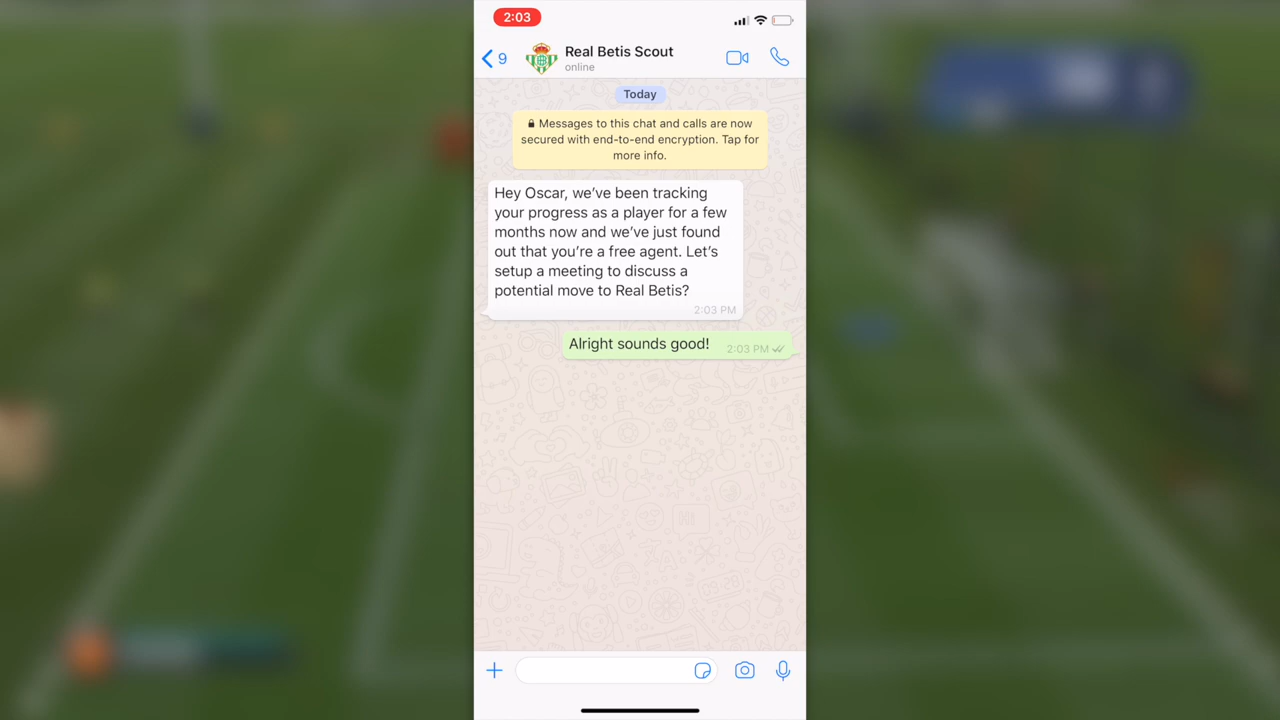 2:03
9
Real Betis Scout
online
Today
Messages to this chat and calls are now
secured with end-to-end encryption. Tap for
more info.
Hey Oscar, we’ve been tracking
your progress as a player for a few
months now and we’ve just found
out that you’re a free agent. Let’s
setup a meeting to discuss a
potential move to Real Betis?
2:03 PM
Alright sounds good!
2:03 PM